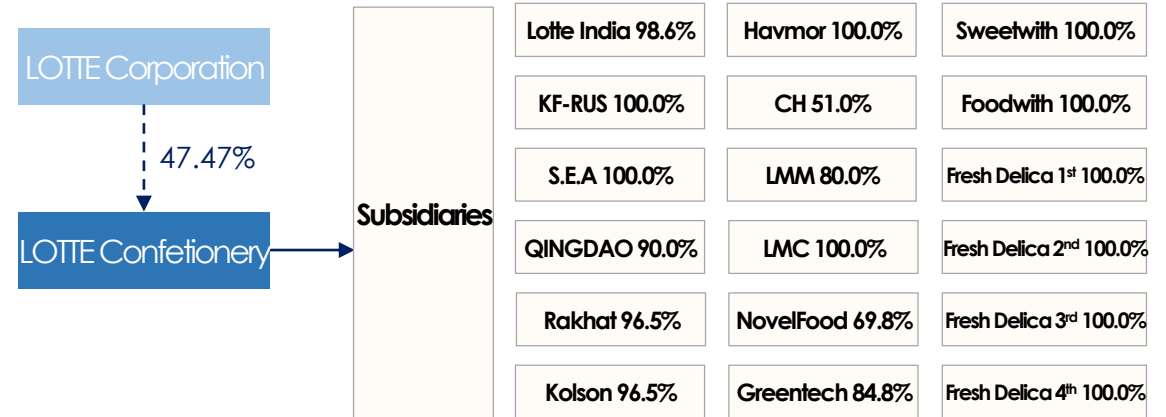 LOTTE Corporation
47.47%
LOTTE Confetionery
Subsidiaries
Lotte India 98.6%
Havmor 100.0%
Sweetwith 100.0%
KF-RUS 100.0%
CH 51.0%
Foodwith 100.0%
S.E.A 100.0%
LMM 80.0%
Fresh Delica 1st 100.0%
QINGDAO 90.0%
LMC 100.0%
Fresh Delica 2nd 100.0%
Rakhat 96.5%
NovelFood 69.8%
Fresh Delica 3rd 100.0%
Kolson 96.5%
Greentech 84.8%
Fresh Delica 4th 100.0%